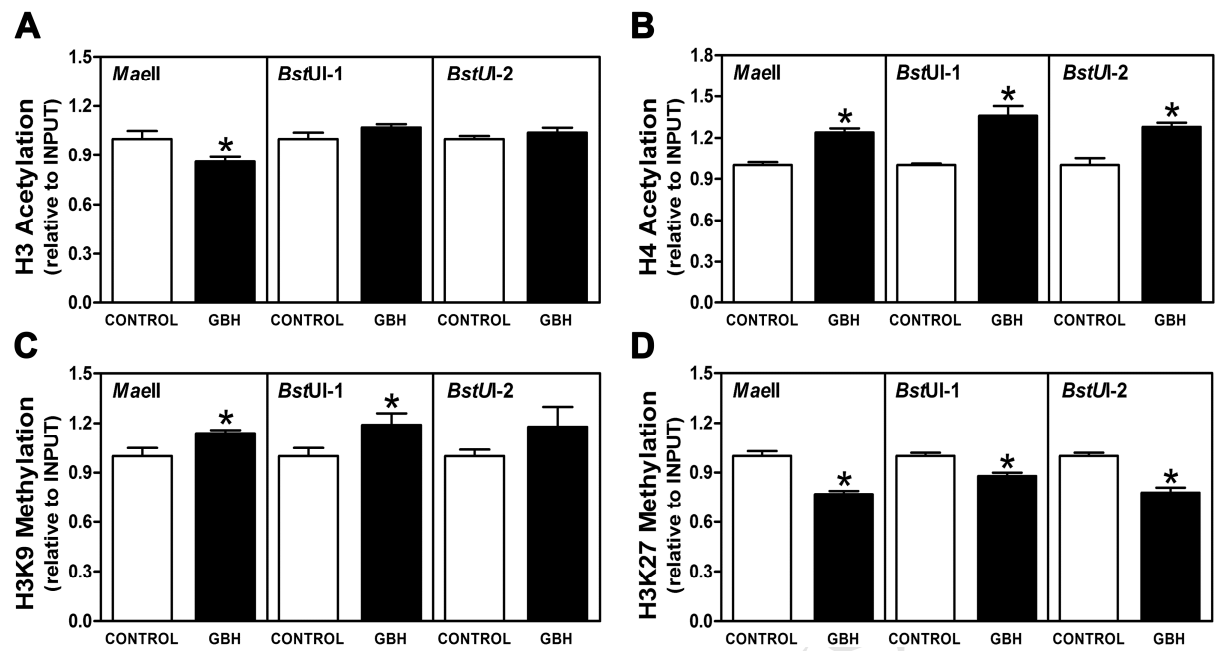 A
H3 Acetylation
(relative to INPUT)
1.5
1.2
0.9
0.6
0.3
0.0
MaeII
BstUI-1
BstUI-2
*
CONTROL GBH CONTROL GBH CONTROL GBH
B
H4 Acetylation
(relative to INPUT)
1.8
1.5
1.2
0.9
0.6
0.3
0.0
MaeII
BstUI-1
BstUI-2
* * *
CONTROL GBH CONTROL GBH CONTROL GBH
C
H3K9 Methylation
(relative to INPUT)
1.5
1.2
0.9
0.6
0.3
0.0
MaeII
BstUI-1
BstUI-2
* *
CONTROL GBH CONTROL GBH CONTROL GBH
D
H3K27 Methylation
(relative to INPUT)
1.5
1.2
0.9
0.6
0.3
0.0
MaeII
BstUI-1
BstUI-2
* * *
CONTROL GBH CONTROL GBH CONTROL GBH